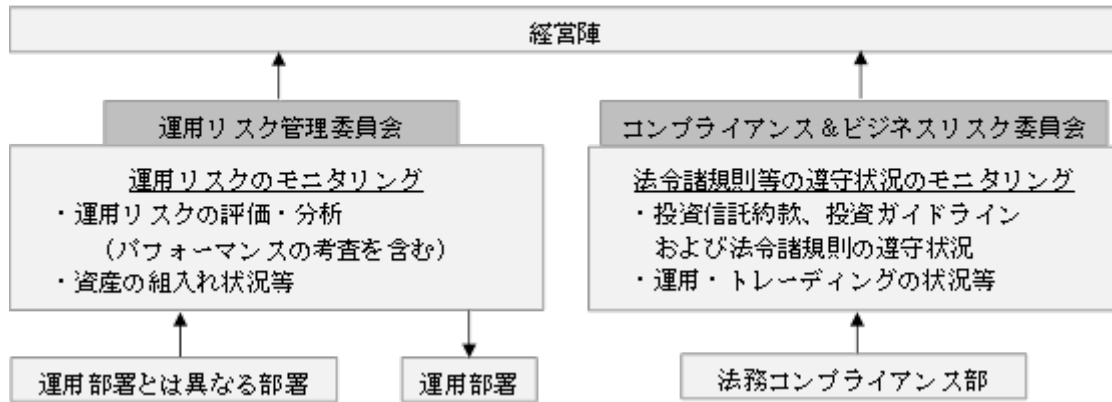 経営陣
運用リスク管理委員会
運用リスクのモニタリング
・運用リスクの評価・分析
（パフォーマンスの考査を含む）
・資産の組入れ状況等
運用部署とは異なる部署
運用部署
コンプライアンス＆ビジネスリスク委員会
法令諸規則等の遵守状況のモニタリング
・投資信託約款、投資ガイドライン
および法令諸規則の遵守状況
・運用・トレーディングの状況等
法務コンプライアンス部